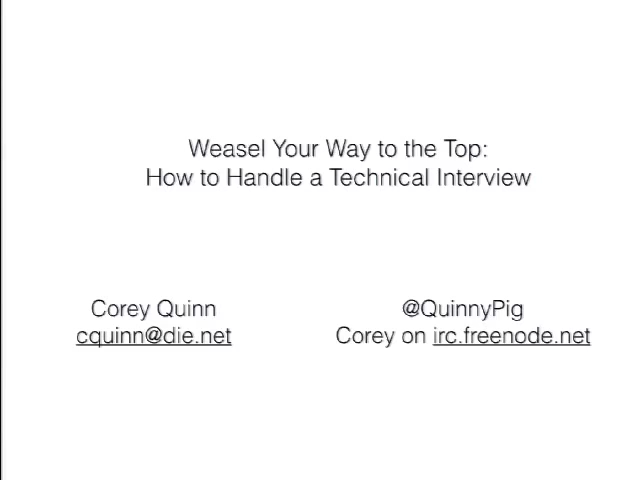 Weasel Your Way to the Top:
How to Handle a Technical Interview
Corey Quinn
cquinn@die.net
@QuinnyPig
Corey on irc.freenode.net